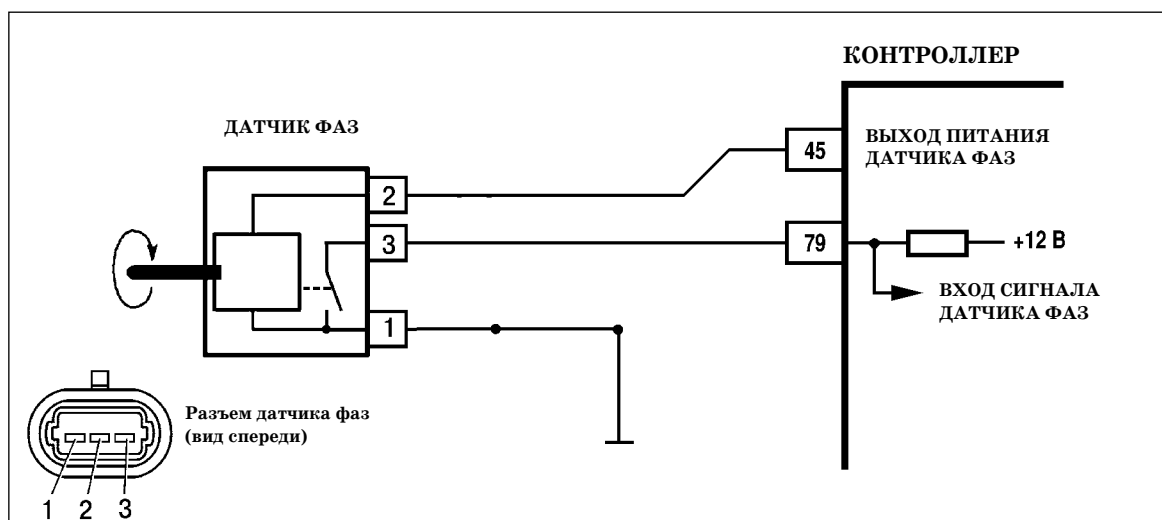 КОНТРОЛЛЕР
ДАТЧИК ФАЗ
45
ВЫХОД ПИТАНИЯ
ДАТЧИКА ФАЗ
2
3
79
+12 В
ВХОД СИГНАЛА
ДАТЧИКА ФАЗ
1
Разъем датчика фаз
(вид спереди)
1 2 3